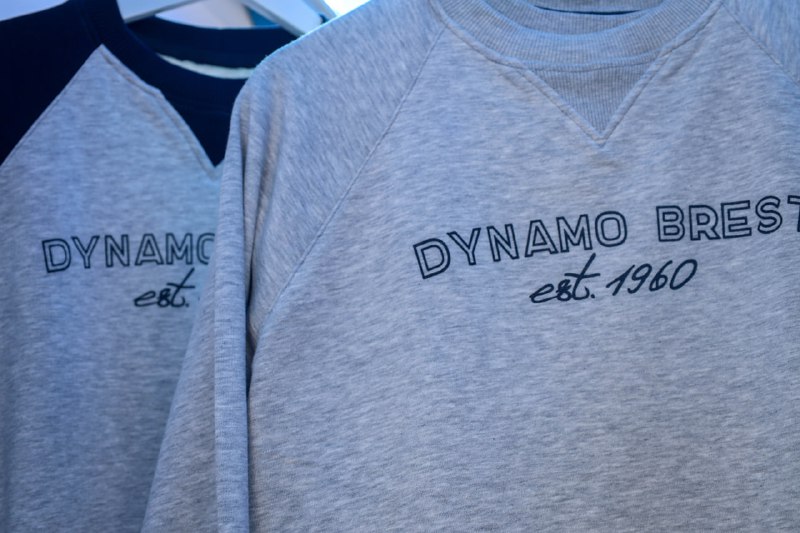 DYNAMO
est.
DYNAMO BREST
est. 1960